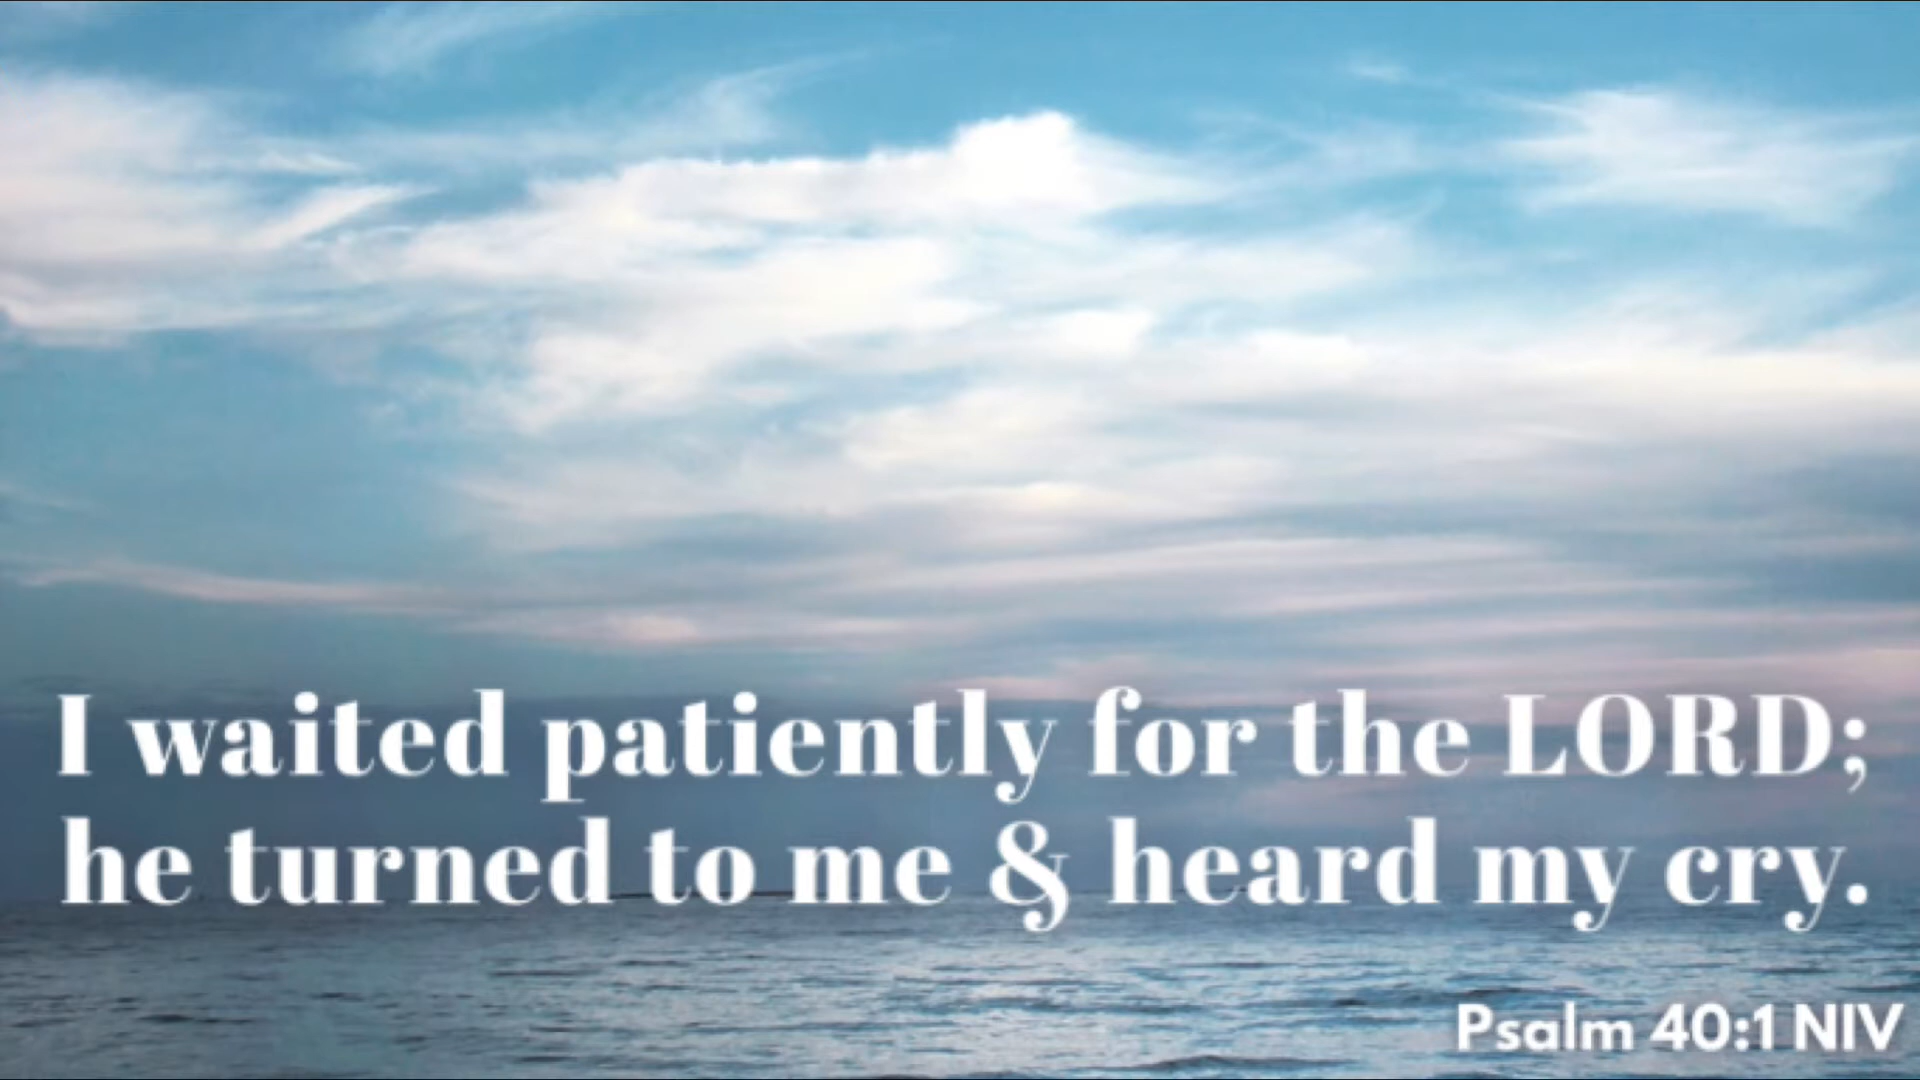 I waited patiently for the LORD;
he turned to me & heard my cry.
Psalm 40:1 NIV